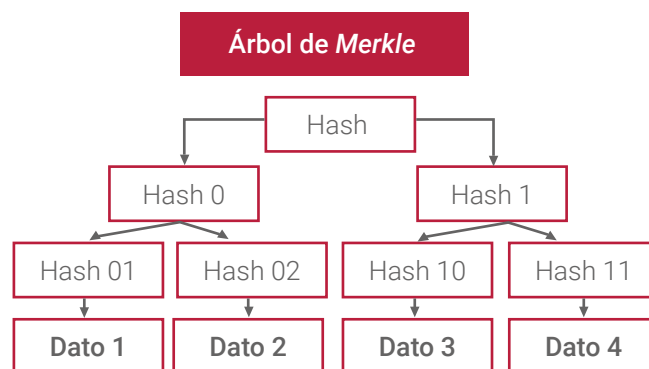 Árbol de Merkle
Hash
Hash 0
Hash 1
Hash 01
Hash 02
Hash 10
Hash 11
Dato 1
Dato 2
Dato 3
Dato 4